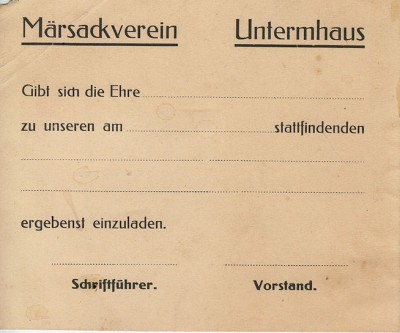 Märsackverein Untermhaus
Gibt sich die Ehre
zu unseren am stattfindenden
ergebenst einzuladen.
Schriftführer. Vorstand.